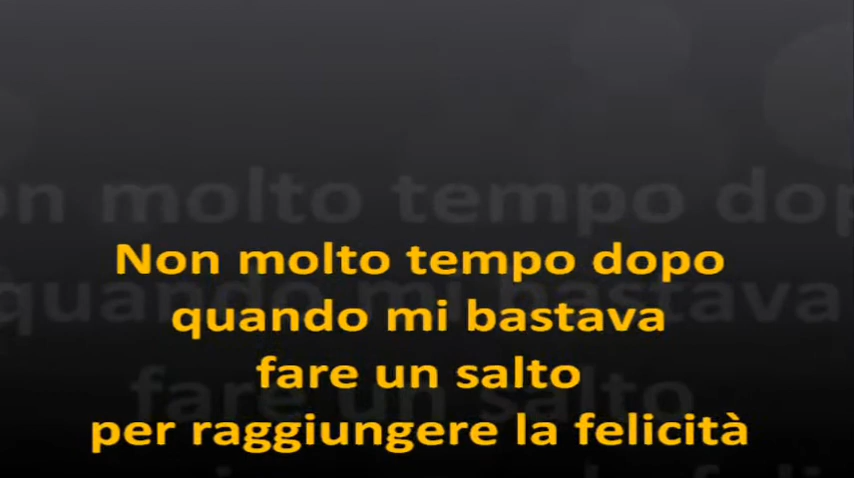 Non molto tempo dopo
quando mi bastava
fare un salto
per raggiungere la felicità